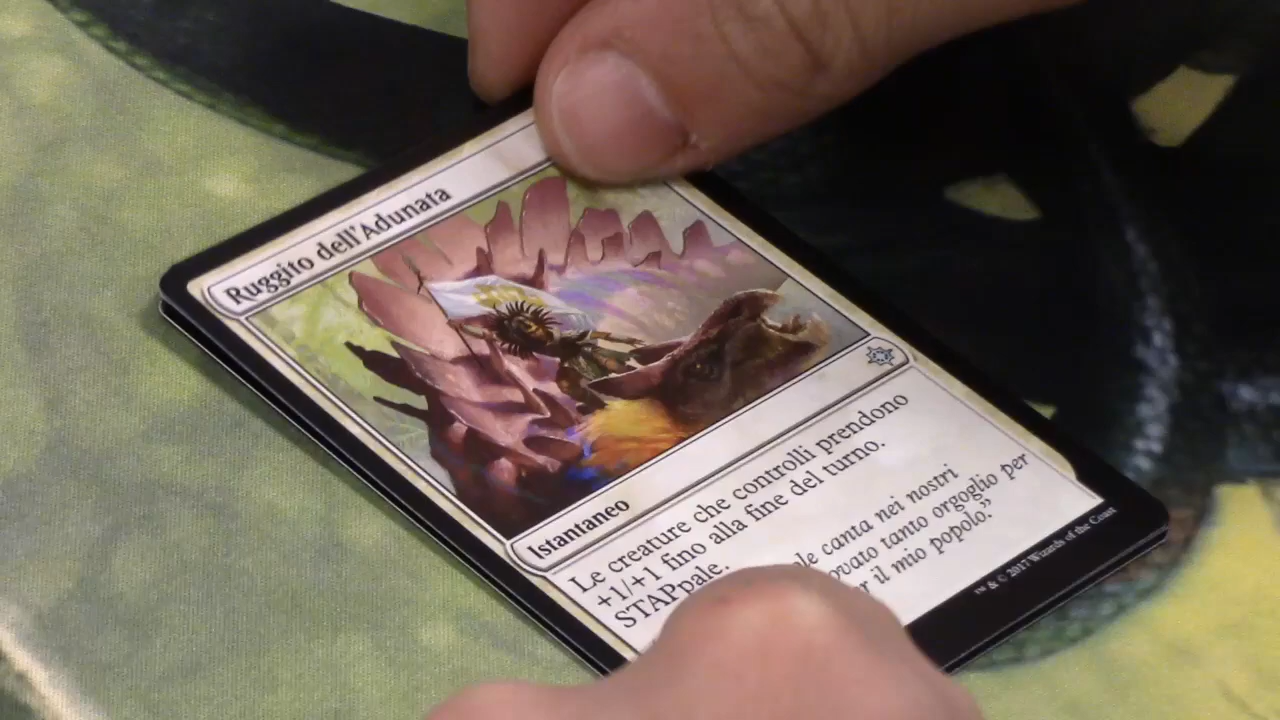 Ruggito dell'Adunata
Istantaneo
Le creature che controlli prendono
+1/+1 fino alla fine del turno.
STAPpale.
canta nei nostri
tanto orgoglio per
il mio popolo."
™ & © 2017 Wizards of the Coast